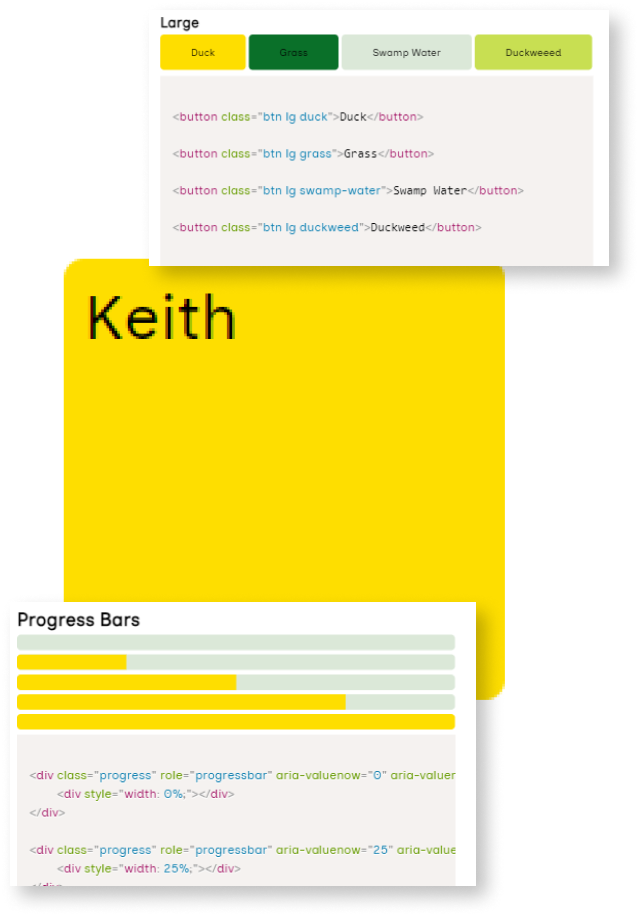 Large
Duck Grass Swamp Water Duckweeed
<button class="btn lg duck">Duck</button>
<button class="btn lg grass">Grass</button>
<button class="btn lg swamp-water">Swamp Water</button>
<button class="btn lg duckweed">Duckweed</button>
Keith
Progress Bars
<div class="progress" role="progressbar" aria-valuenow="0" aria-valuer
<div style="width: 0%;"></div>
</div>
<div class="progress" role="progressbar" aria-valuenow="25" aria-value
<div style="width: 25%;"></div>
</div>